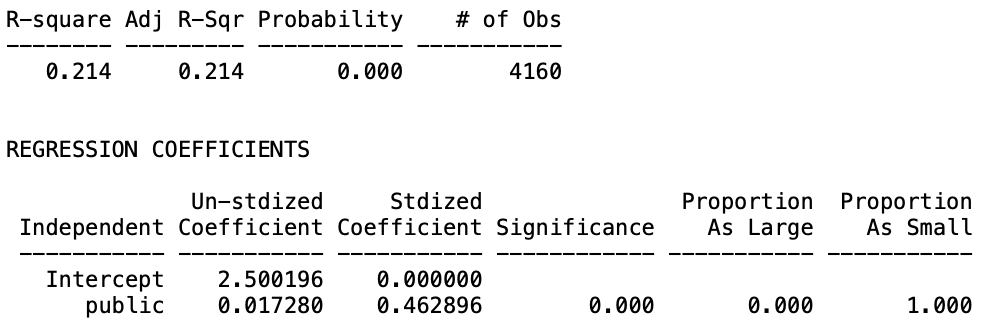 R-square Adj R-Sqr Probability    # of Obs
-------- --------- ----------- -----------
   0.214     0.214       0.000        4160
REGRESSION COEFFICIENTS
              Un-stdized     Stdized               Proportion  Proportion
 Independent Coefficient Coefficient Significance    As Large    As Small
 ----------- ----------- ----------- ------------ ----------- -----------
   Intercept    2.500196    0.000000
      public    0.017280    0.462896        0.000       0.000       1.000